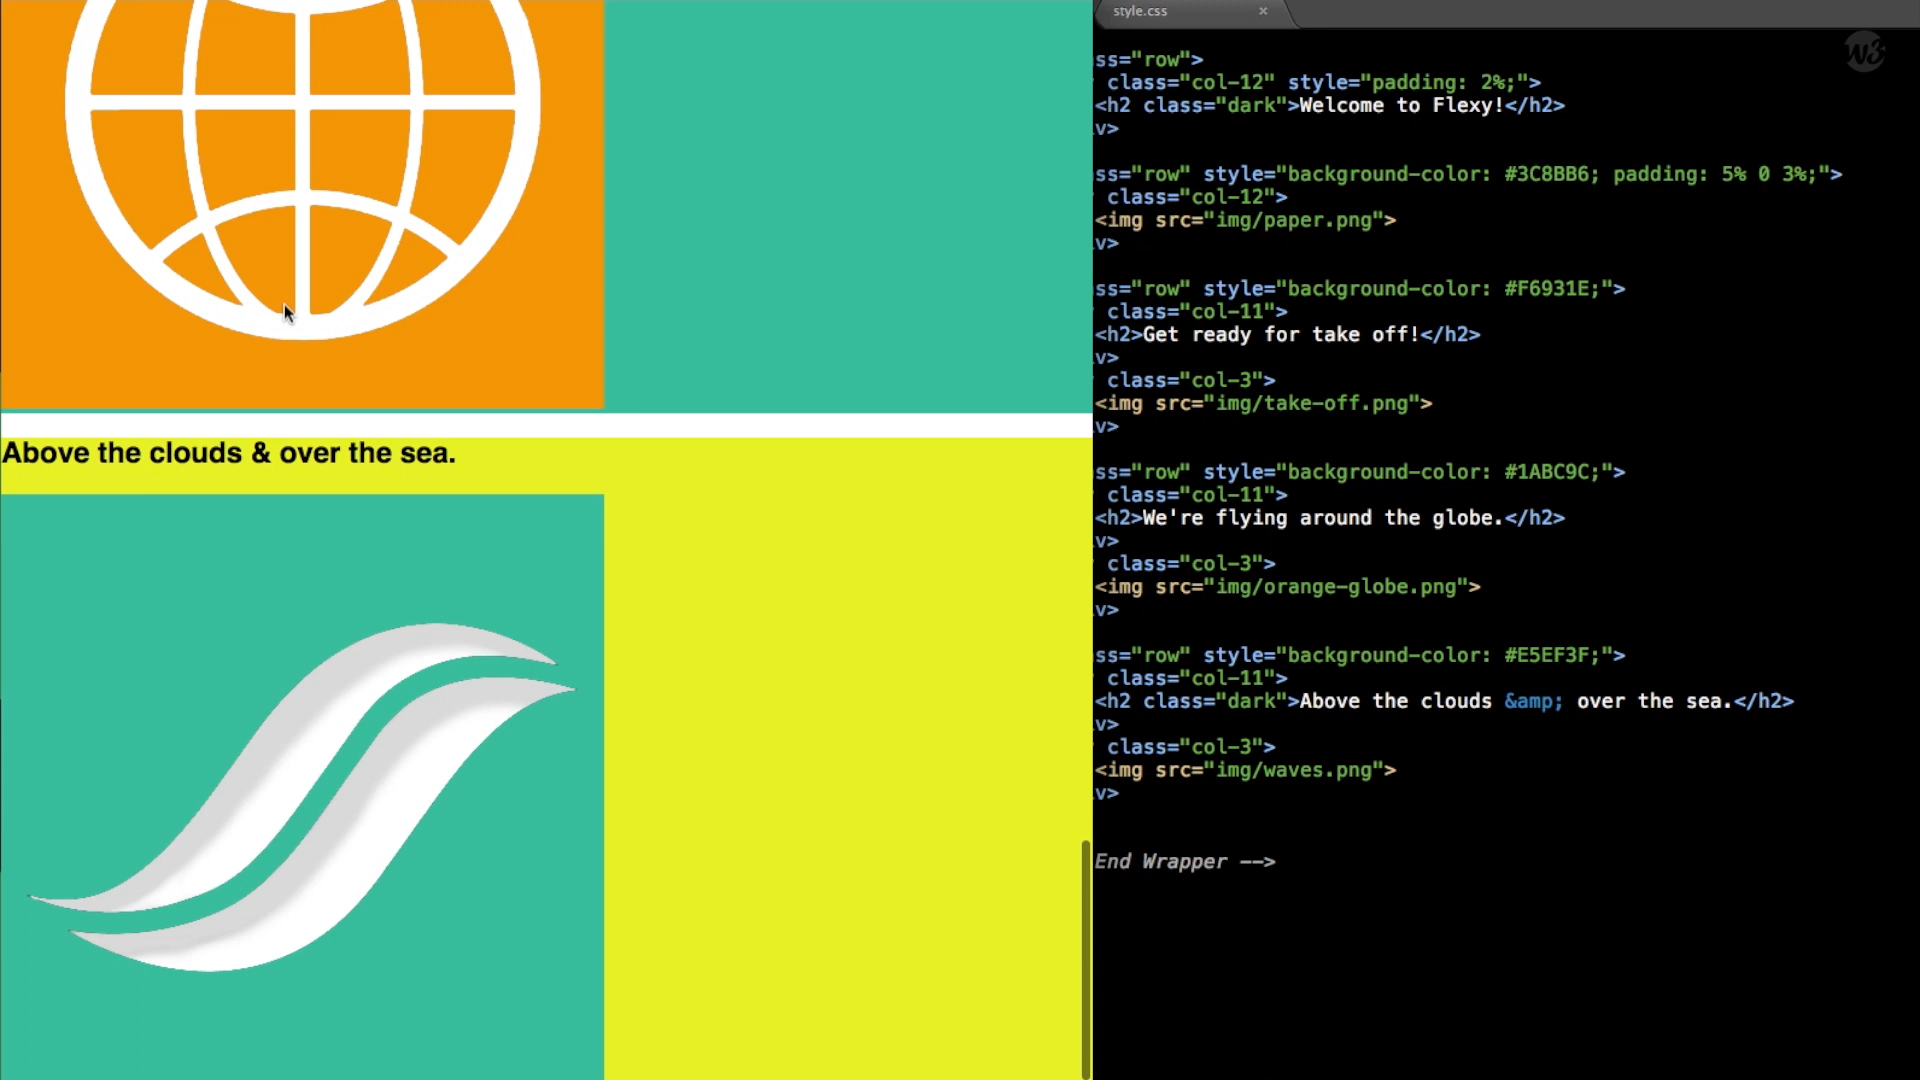 Above the clouds & over the sea.
style.css ×
W3
ss="row">
class="col-12" style="padding: 2%;">
<h2 class="dark">Welcome to Flexy!</h2>
v>
ss="row" style="background-color: #3C8BB6; padding: 5% 0 3%;">
class="col-12">
<img src="img/paper.png">
v>
ss="row" style="background-color: #F6931E;">
class="col-11">
<h2>Get ready for take off!</h2>
v>
class="col-3">
<img src="img/take-off.png">
v>
ss="row" style="background-color: #1ABC9C;">
class="col-11">
<h2>We're flying around the globe.</h2>
v>
class="col-3">
<img src="img/orange-globe.png">
v>
ss="row" style="background-color: #E5EF3F;">
class="col-11">
<h2 class="dark">Above the clouds &amp; over the sea.</h2>
v>
class="col-3">
<img src="img/waves.png">
v>
End Wrapper -->